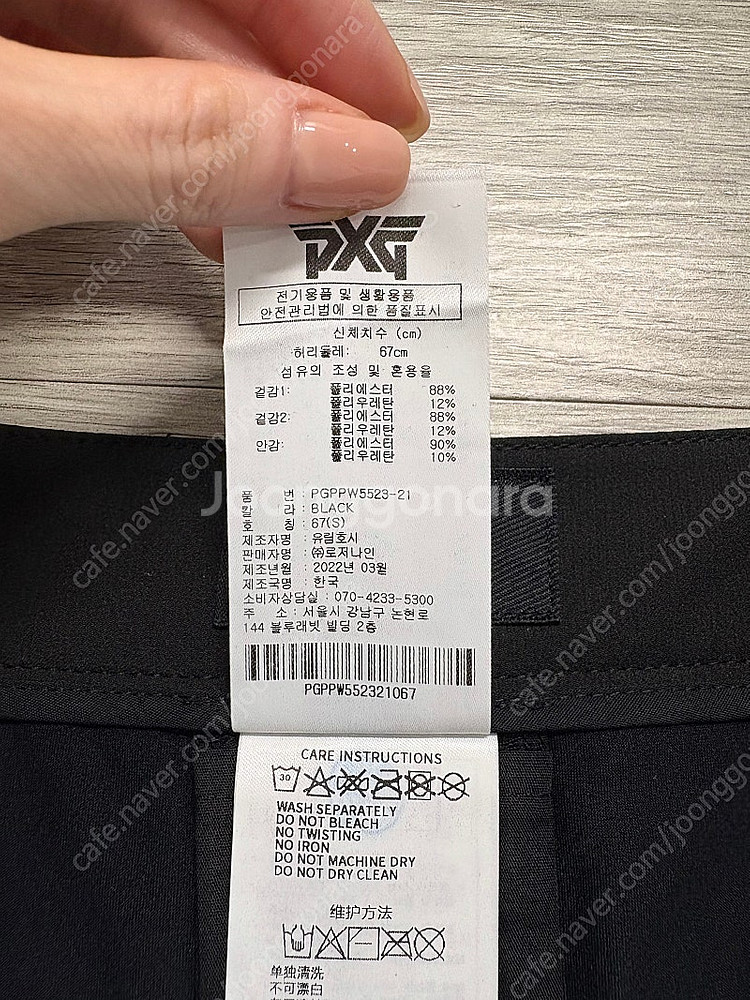 PXG
전기용품 및 생활용품
안전관리법에 의한 품질표시
신체치수 (cm)
허리둘레: 67cm
섬유의 조성 및 혼용율
겉감1: 폴리에스터 88%
폴리우레탄 12%
겉감2: 폴리에스터 88%
폴리우레탄 12%
안감: 폴리에스터 90%
폴리우레탄 10%
품 번 : PGPPW5523-21
칼 라 : BLACK
호 칭 : 67(S)
제조자명 : 유림호시
판매자명 : ㈜로저나인
제조년월 : 2022년 03월
제조국명 : 한국
소비자상담실 : 070-4233-5300
주 소 : 서울시 강남구 논현로
144 블루래빗 빌딩 2층
PGPPW552321067
CARE INSTRUCTIONS
30
WASH SEPARATELY
DO NOT BLEACH
NO TWISTING
NO IRON
DO NOT MACHINE DRY
DO NOT DRY CLEAN
维护方法
单独清洗
不可漂白
Joonggonara
cafe.naver.com/joonggonara